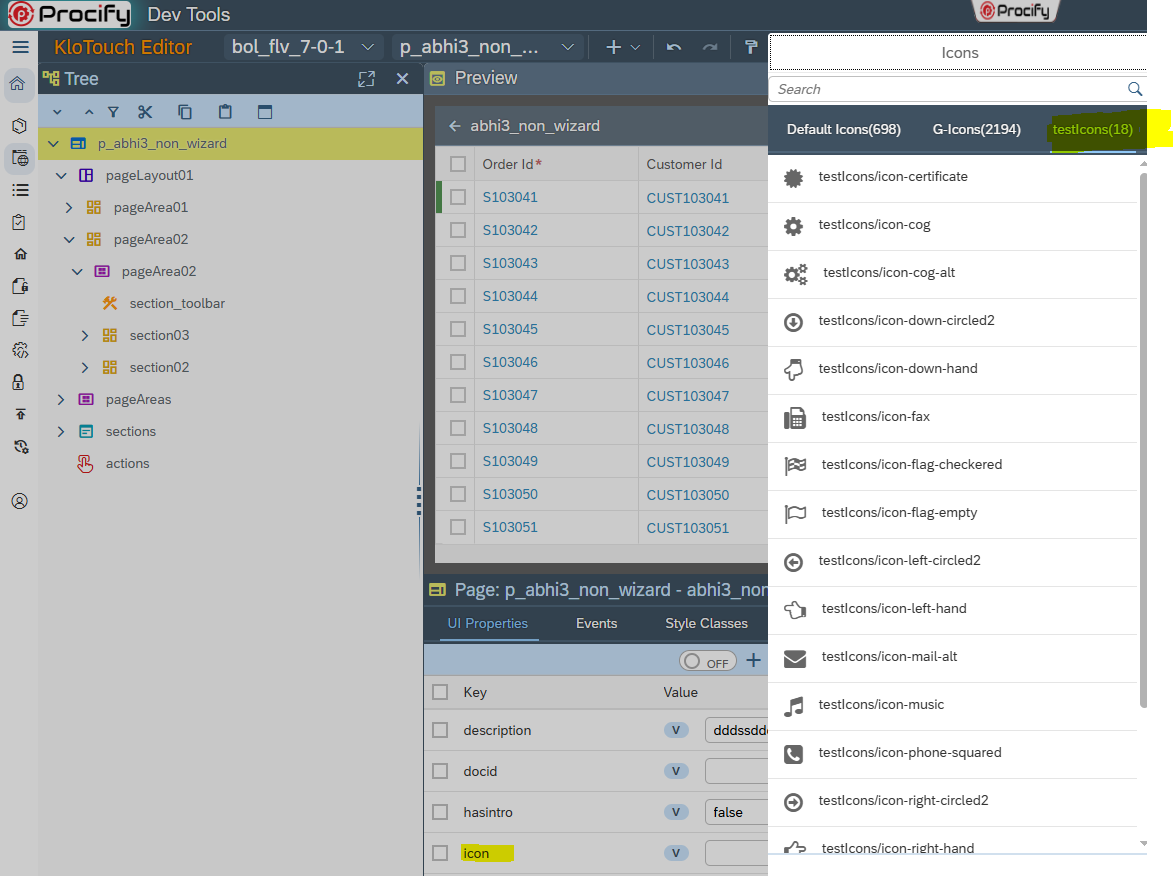 Procify Dev Tools
Procify
KloTouch Editor bol_flv_7-0-1 p_abhi3_non_...
Tree
p_abhi3_non_wizard
pageLayout01
pageArea01
pageArea02
pageArea02
section_toolbar
section03
section02
pageAreas
sections
actions
Preview
abhi3_non_wizard
Order Id* Customer Id
S103041 CUST103041
S103042 CUST103042
S103043 CUST103043
S103044 CUST103044
S103045 CUST103045
S103046 CUST103046
S103047 CUST103047
S103048 CUST103048
S103049 CUST103049
S103050 CUST103050
S103051 CUST103051
Page: p_abhi3_non_wizard - abhi3_non
UI Properties Events Style Classes
OFF
Key Value
description V dddssdd
docid V
hasintro V false
icon V
Icons
Search
Default Icons(698) G-Icons(2194) testIcons(18)
testIcons/icon-certificate
testIcons/icon-cog
testIcons/icon-cog-alt
testIcons/icon-down-circled2
testIcons/icon-down-hand
testIcons/icon-fax
testIcons/icon-flag-checkered
testIcons/icon-flag-empty
testIcons/icon-left-circled2
testIcons/icon-left-hand
testIcons/icon-mail-alt
testIcons/icon-music
testIcons/icon-phone-squared
testIcons/icon-right-circled2
testIcons/icon-right-hand